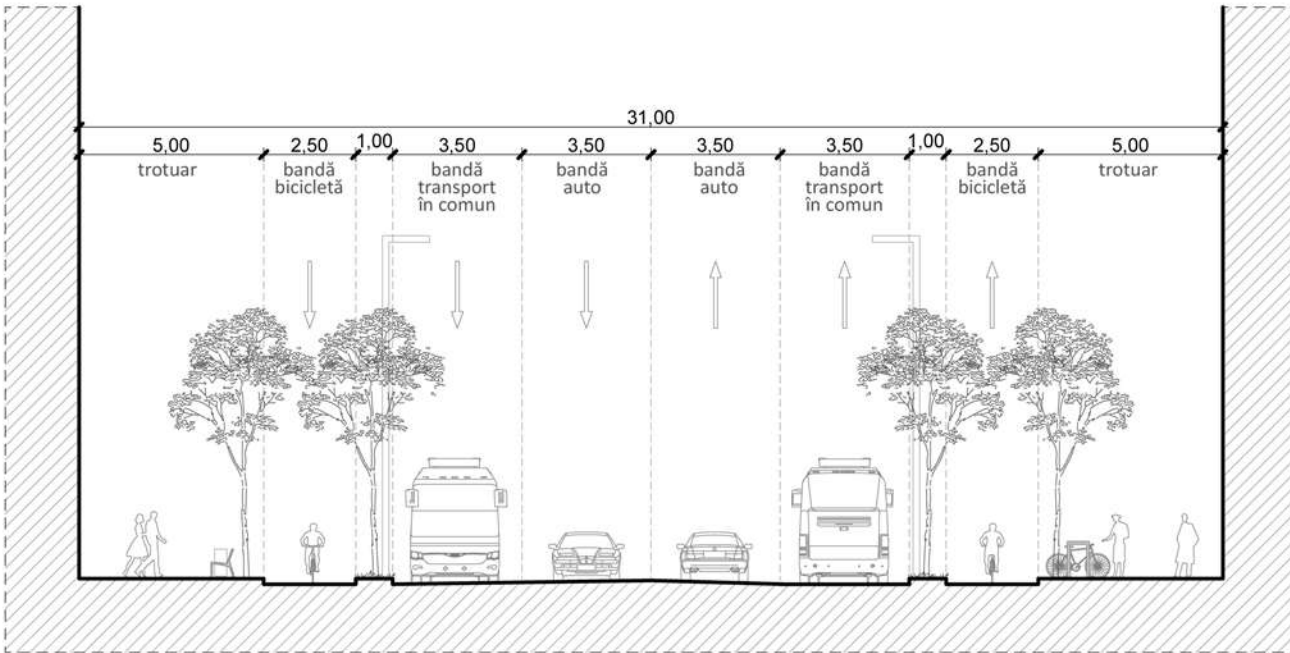 31,00
5,00 2,50 1,00 3,50 3,50 3,50 3,50 1,00 2,50 5,00
trotuar bandă bandă bandă bandă bandă bandă trotuar
bicicletă transport auto auto transport bicicletă
în comun în comun